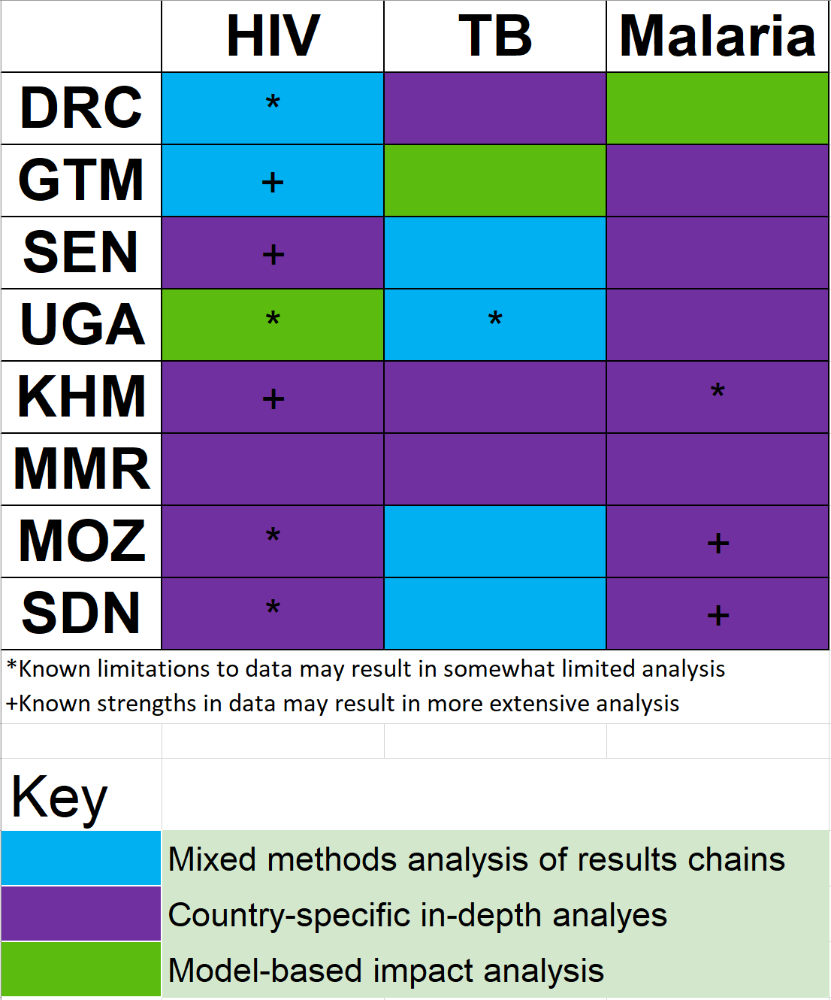 HIV TB Malaria
DRC *
GTM +
SEN +
UGA * *
KHM + *
MMR
MOZ * +
SDN * +
*Known limitations to data may result in somewhat limited analysis
+Known strengths in data may result in more extensive analysis
Key
Mixed methods analysis of results chains
Country-specific in-depth analyes
Model-based impact analysis